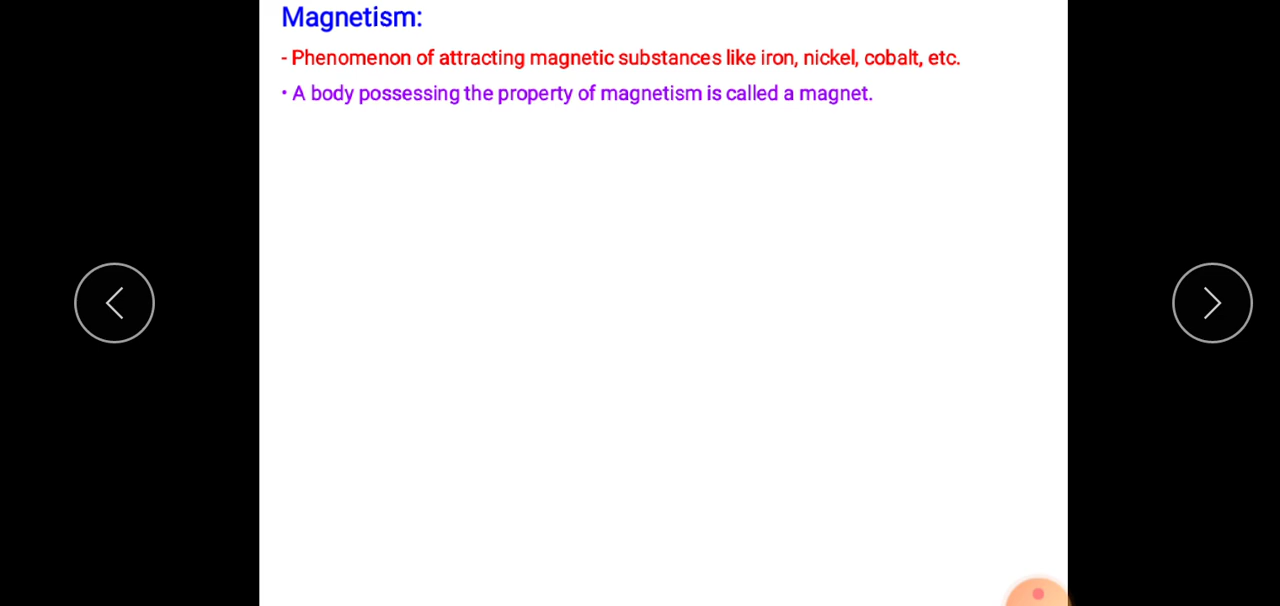 Magnetism:
- Phenomenon of attracting magnetic substances like iron, nickel, cobalt, etc.
• A body possessing the property of magnetism is called a magnet.